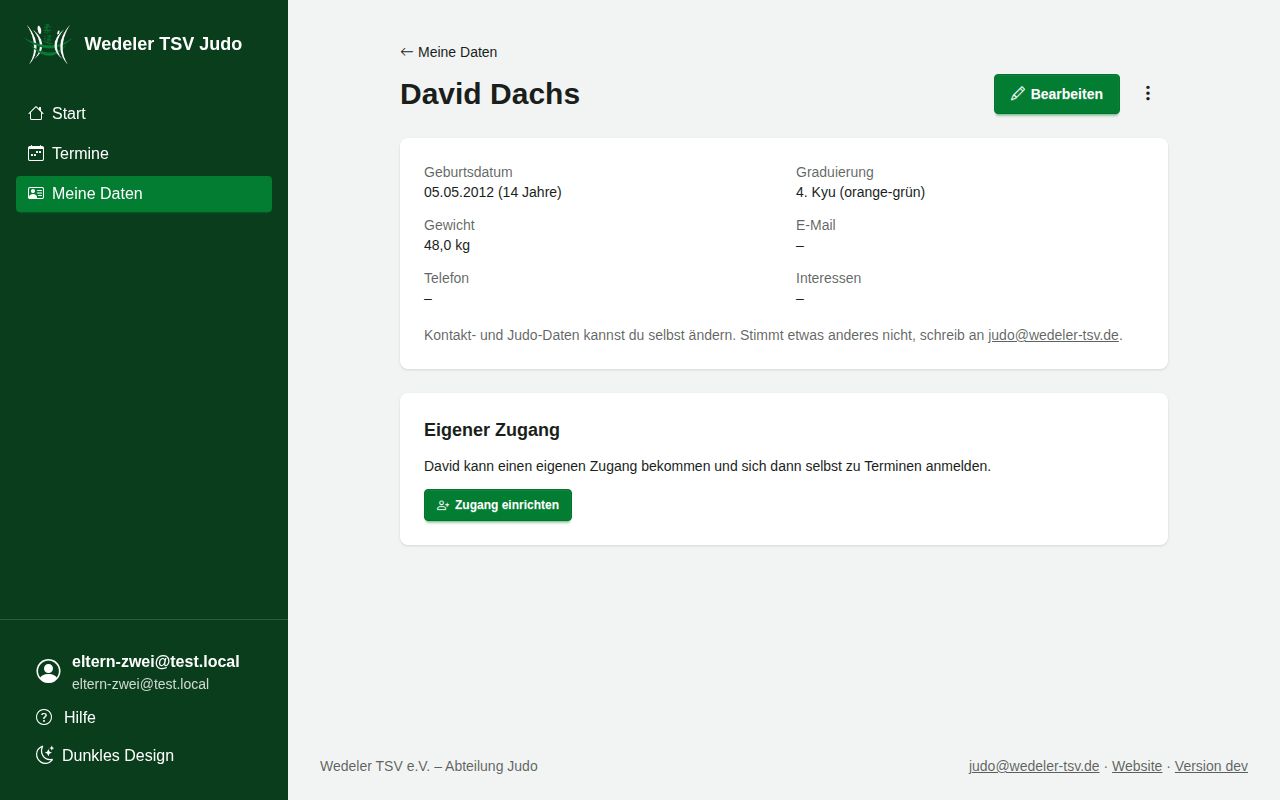 Wedeler TSV Judo
Start
Termine
Meine Daten
eltern-zwei@test.local
eltern-zwei@test.local
Hilfe
Dunkles Design
← Meine Daten
David Dachs
Bearbeiten
Geburtsdatum
05.05.2012 (14 Jahre)
Graduierung
4. Kyu (orange-grün)
Gewicht
48,0 kg
E-Mail
–
Telefon
–
Interessen
–
Kontakt- und Judo-Daten kannst du selbst ändern. Stimmt etwas anderes nicht, schreib an judo@wedeler-tsv.de.
Eigener Zugang
David kann einen eigenen Zugang bekommen und sich dann selbst zu Terminen anmelden.
Zugang einrichten
Wedeler TSV e.V. – Abteilung Judo
judo@wedeler-tsv.de · Website · Version dev